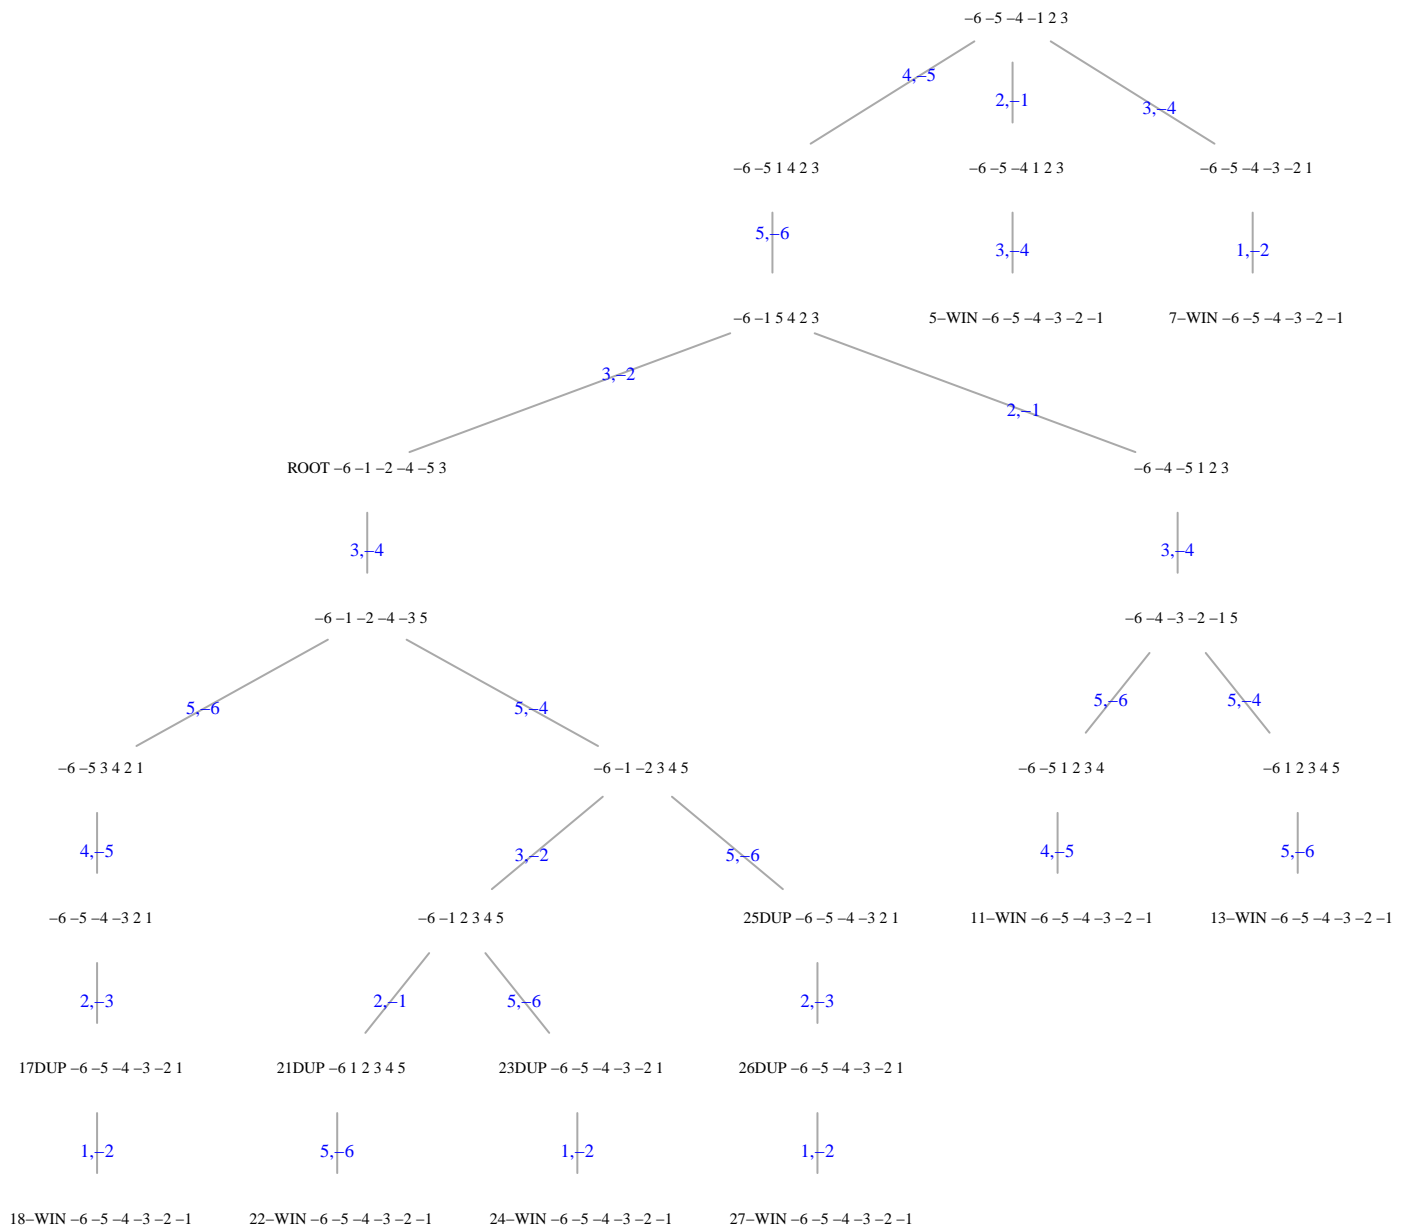 −6 −5 −4 −1 2 3
4,−5
2,−1
3,−4
−6 −5 1 4 2 3
−6 −5 −4 1 2 3
−6 −5 −4 −3 −2 1
5,−6
3,−4
1,−2
−6 −1 5 4 2 3
5−WIN −6 −5 −4 −3 −2 −1
7−WIN −6 −5 −4 −3 −2 −1
3,−2
2,−1
ROOT −6 −1 −2 −4 −5 3
−6 −4 −5 1 2 3
3,−4
3,−4
−6 −1 −2 −4 −3 5
−6 −4 −3 −2 −1 5
5,−6
5,−4
5,−6
5,−4
−6 −5 3 4 2 1
−6 −1 −2 3 4 5
−6 −5 1 2 3 4
−6 1 2 3 4 5
4,−5
3,−2
5,−6
4,−5
5,−6
−6 −5 −4 −3 2 1
−6 −1 2 3 4 5
25DUP −6 −5 −4 −3 2 1
11−WIN −6 −5 −4 −3 −2 −1
13−WIN −6 −5 −4 −3 −2 −1
2,−3
2,−1
5,−6
2,−3
17DUP −6 −5 −4 −3 −2 1
21DUP −6 1 2 3 4 5
23DUP −6 −5 −4 −3 −2 1
26DUP −6 −5 −4 −3 −2 1
1,−2
5,−6
1,−2
1,−2
18−WIN −6 −5 −4 −3 −2 −1
22−WIN −6 −5 −4 −3 −2 −1
24−WIN −6 −5 −4 −3 −2 −1
27−WIN −6 −5 −4 −3 −2 −1